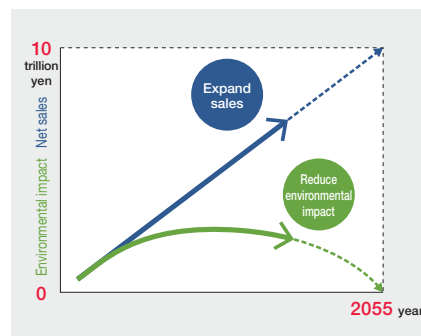 10
trillion
yen
Net sales
Environmental impact
Expand
sales
Reduce
environmental
impact
0
2055 year